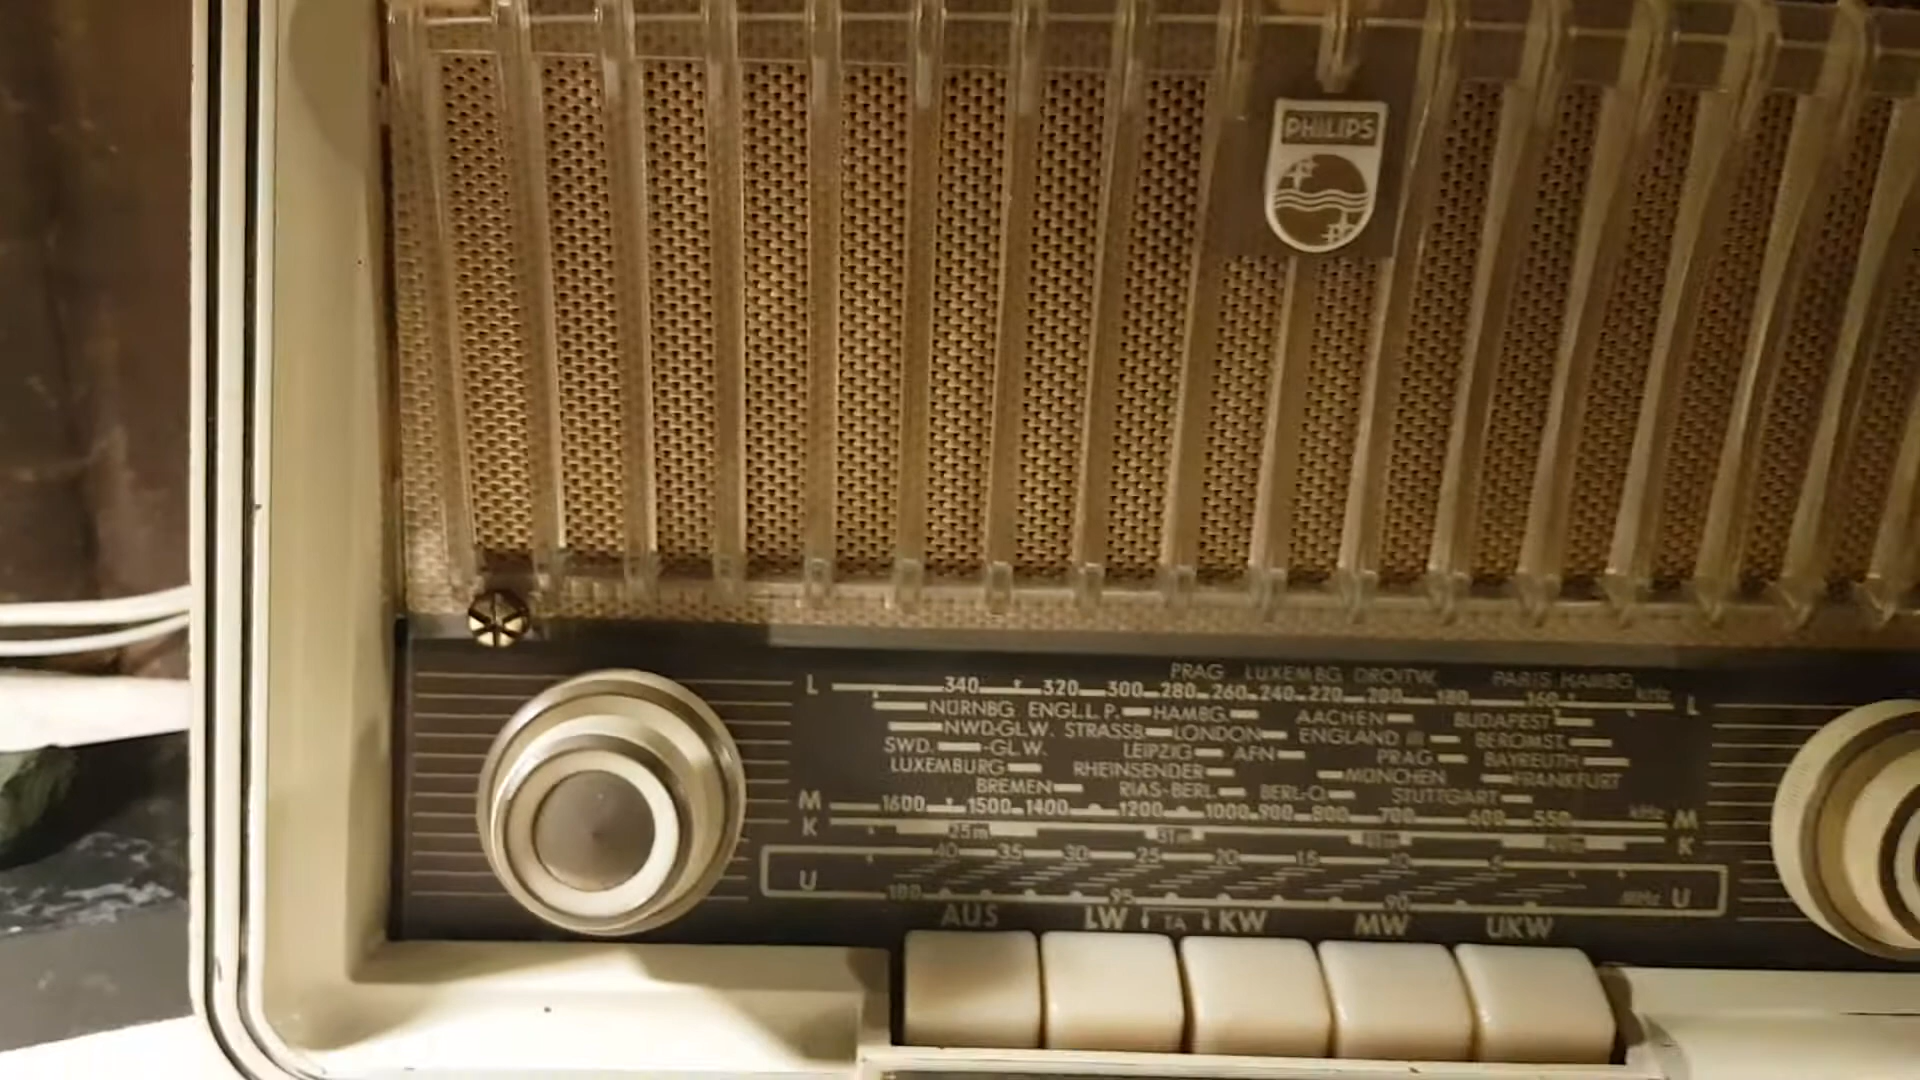 PHILIPS
PRAG LUXEMBG DROITW. PARIS HAMBG.
L 340 320 300 280 260 240 220 200 180 160 kHz L
NÜRNBG. ENGL.L.P. HAMBG. AACHEN BUDAPEST
NWD-GLW. STRASSB LONDON ENGLAND III BEROMST.
SWD. -GLW. LEIPZIG AFN PRAG BAYREUTH
LUXEMBURG RHEINSENDER MÜNCHEN FRANKFURT
BREMEN RIAS-BERL. BERL-O. STUTTGART
M 1600 1500 1400 1200 1000 900 800 700 600 550 kHz M
K 25m 31m 49m K
40 35 30 25 20 15 10 5
U 100 95 90 MHz U
AUS LW TA KW MW UKW